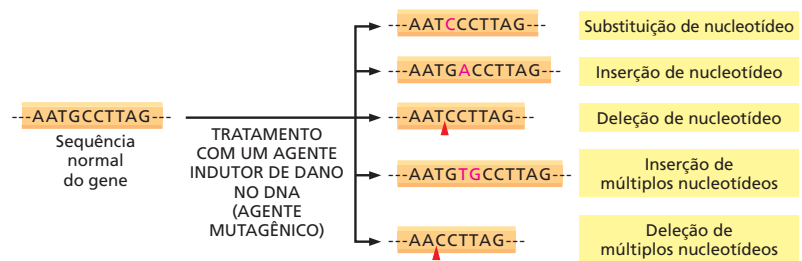 ---AATGCCTTAG---
Sequência
normal
do gene
TRATAMENTO
COM UM AGENTE
INDUTOR DE DANO
NO DNA
(AGENTE
MUTAGÊNICO)
---AATCCCTTAG---
Substituição de nucleotídeo
---AATGACCTTAG---
Inserção de nucleotídeo
---AATCCTTAG---
Deleção de nucleotídeo
---AATGTGCCTTAG---
Inserção de
múltiplos nucleotídeos
---AACCTTAG---
Deleção de
múltiplos nucleotídeos